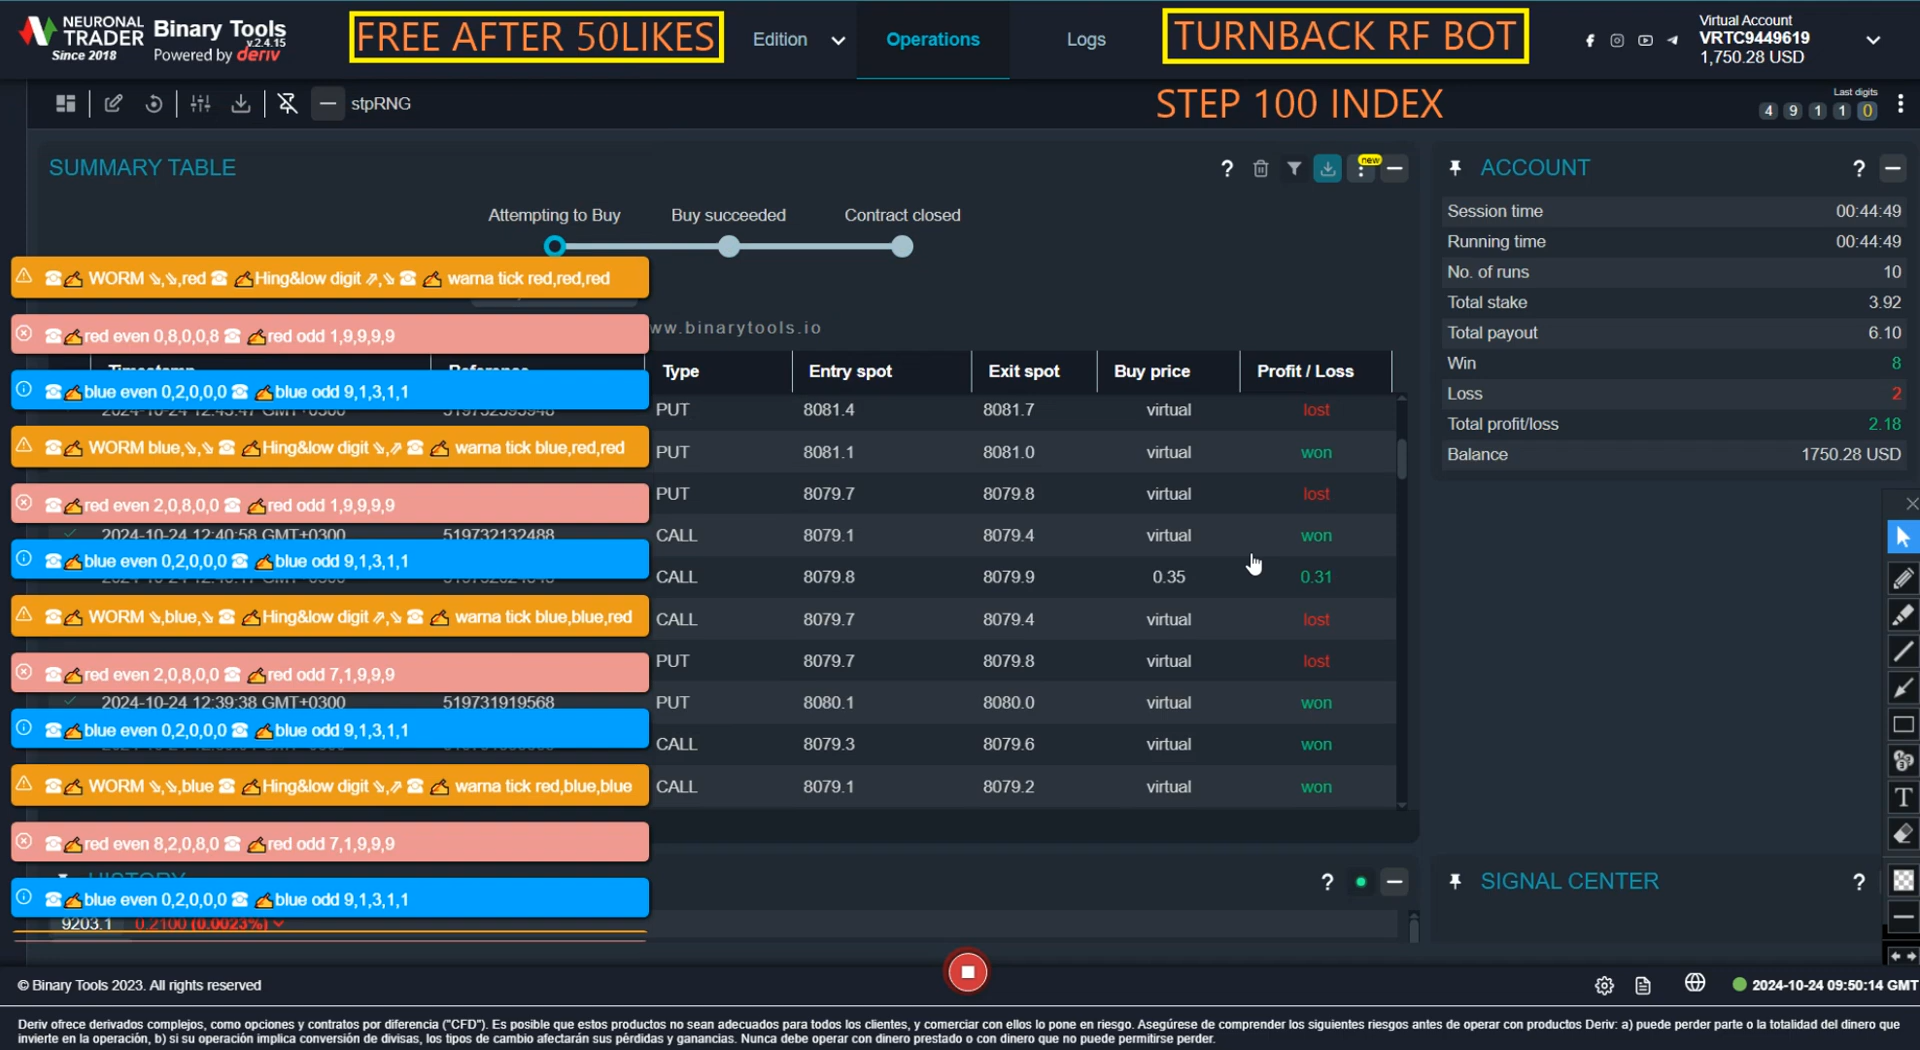 NEURONAL
TRADER
Since 2018
Binary Tools
v.2.4.15
Powered by deriv
FREE AFTER 50LIKES
Edition
Operations
Logs
TURNBACK RF BOT
Virtual Account
VRTC9449619
1,750.28 USD
stpRNG
STEP 100 INDEX
Last digits
4 9 1 1 0
SUMMARY TABLE
?
new
Attempting to Buy
Buy succeeded
Contract closed
ww.binarytools.io
Timestamp Reference Type Entry spot Exit spot Buy price Profit / Loss
2024-10-24 12:43:47 GMT+0300 519732393948 PUT 8081.4 8081.7 virtual lost
PUT 8081.1 8081.0 virtual won
PUT 8079.7 8079.8 virtual lost
2024-10-24 12:40:58 GMT+0300 519732132488 CALL 8079.1 8079.4 virtual won
CALL 8079.8 8079.9 0.35 0.31
CALL 8079.7 8079.4 virtual lost
PUT 8079.7 8079.8 virtual lost
2024-10-24 12:39:38 GMT+0300 519731919568 PUT 8080.1 8080.0 virtual won
CALL 8079.3 8079.6 virtual won
CALL 8079.1 8079.2 virtual won
☎✍ WORM ⇘,⇘,red ☎ ✍Hing&low digit ⇗,⇘ ☎ ✍ warna tick red,red,red
☎✍red even 0,8,0,0,8 ☎ ✍red odd 1,9,9,9,9
☎✍blue even 0,2,0,0,0 ☎ ✍blue odd 9,1,3,1,1
☎✍ WORM blue,⇘,⇘ ☎ ✍Hing&low digit ⇘,⇗ ☎ ✍ warna tick blue,red,red
☎✍red even 2,0,8,0,0 ☎ ✍red odd 1,9,9,9,9
☎✍blue even 0,2,0,0,0 ☎ ✍blue odd 9,1,3,1,1
☎✍ WORM ⇘,blue,⇘ ☎ ✍Hing&low digit ⇗,⇘ ☎ ✍ warna tick blue,blue,red
☎✍red even 2,0,8,0,0 ☎ ✍red odd 7,1,9,9,9
☎✍blue even 0,2,0,0,0 ☎ ✍blue odd 9,1,3,1,1
☎✍ WORM ⇘,⇘,blue ☎ ✍Hing&low digit ⇘,⇗ ☎ ✍ warna tick red,blue,blue
☎✍red even 8,2,0,8,0 ☎ ✍red odd 7,1,9,9,9
☎✍blue even 0,2,0,0,0 ☎ ✍blue odd 9,1,3,1,1
ACCOUNT
?
Session time 00:44:49
Running time 00:44:49
No. of runs 10
Total stake 3.92
Total payout 6.10
Win 8
Loss 2
Total profit/loss 2.18
Balance 1750.28 USD
HISTORY
?
9203.1 0.2100 (0.0023%)
SIGNAL CENTER
?
T
© Binary Tools 2023. All rights reserved
2024-10-24 09:50:14 GMT
Deriv ofrece derivados complejos, como opciones y contratos por diferencia ("CFD"). Es posible que estos productos no sean adecuados para todos los clientes, y comerciar con ellos lo pone en riesgo. Asegúrese de comprender los siguientes riesgos antes de operar con productos Deriv: a) puede perder parte o la totalidad del dinero que
invierte en la operación, b) si su operación implica conversión de divisas, los tipos de cambio afectarán sus pérdidas y ganancias. Nunca debe operar con dinero prestado o con dinero que no puede permitirse perder.